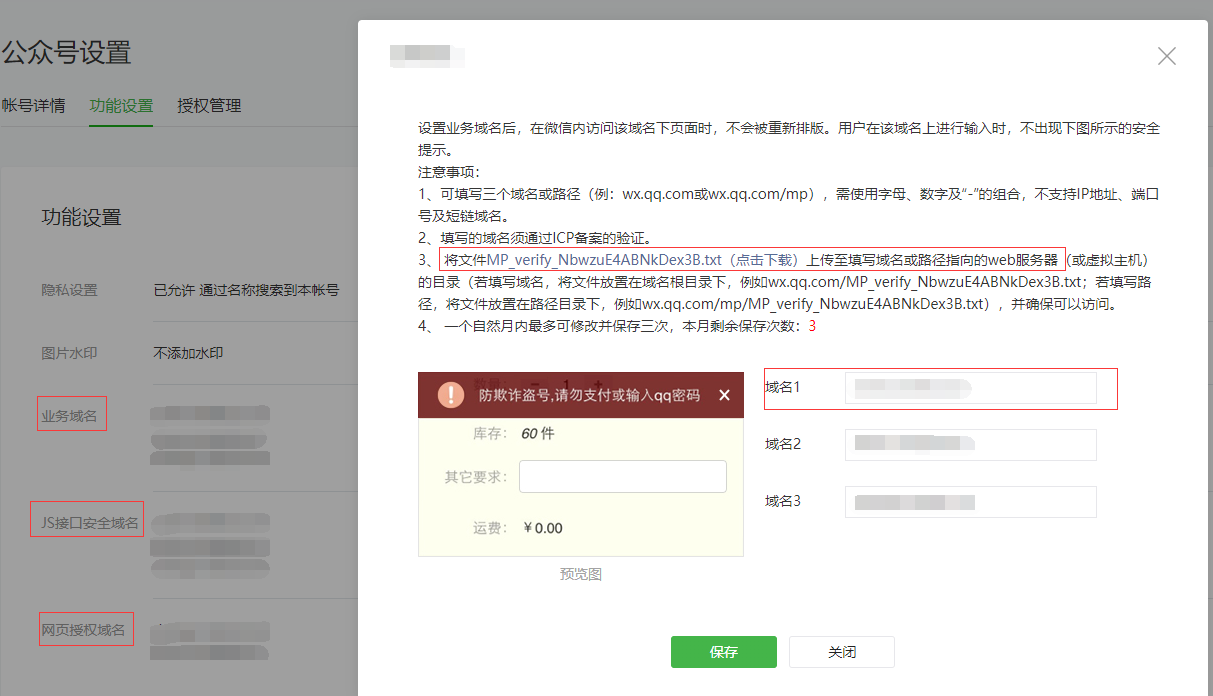 公众号设置
帐号详情 功能设置 授权管理
功能设置
隐私设置 已允许 通过名称搜索到本帐号
图片水印 不添加水印
业务域名
JS接口安全域名
网页授权域名
设置业务域名后，在微信内访问该域名下页面时，不会被重新排版。用户在该域名上进行输入时，不出现下图所示的安全
提示。
注意事项：
1、可填写三个域名或路径（例：wx.qq.com或wx.qq.com/mp），需使用字母、数字及“-”的组合，不支持IP地址、端口
号及短链域名。
2、填写的域名须通过ICP备案的验证。
3、将文件MP_verify_NbwzuE4ABNkDex3B.txt（点击下载）上传至填写域名或路径指向的web服务器（或虚拟主机）
的目录（若填写域名，将文件放置在域名根目录下，例如wx.qq.com/MP_verify_NbwzuE4ABNkDex3B.txt；若填写路
径，将文件放置在路径目录下，例如wx.qq.com/mp/MP_verify_NbwzuE4ABNkDex3B.txt），并确保可以访问。
4、 一个自然月内最多可修改并保存三次，本月剩余保存次数：3
数量 － 1 +
防欺诈盗号,请勿支付或输入qq密码
库存： 60 件
其它要求：
运费： ￥0.00
预览图
域名1
域名2
域名3
保存 关闭